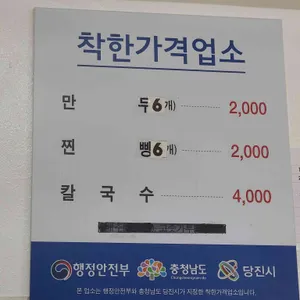 착한가격업소
만 두 6개) 2,000
찐 삥 6개) 2,000
칼 국 수 4,000
행정안전부 충청남도 당진시
본 업소는 행정안전부와 충청남도 당진시가 지정한 착한가격업소입니다.